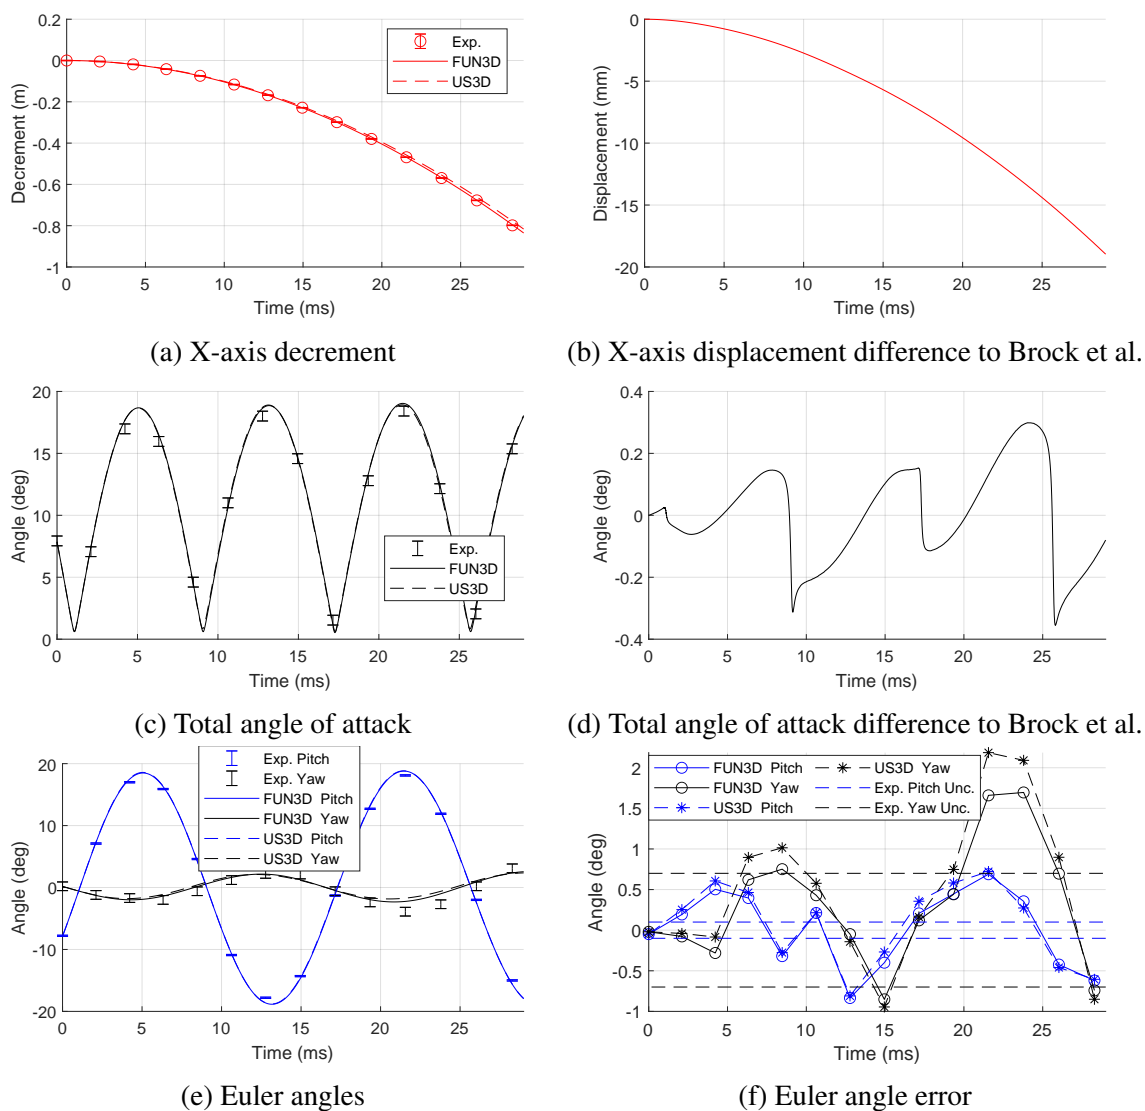 0.2
0
-0.2
-0.4
-0.6
-0.8
-1
Decrement (m)
Exp.
FUN3D
US3D
0 5 10 15 20 25
Time (ms)
(a) X-axis decrement
0
-5
-10
-15
-20
Displacement (mm)
0 5 10 15 20 25
Time (ms)
(b) X-axis displacement difference to Brock et al.
20
15
10
5
0
Angle (deg)
Exp.
FUN3D
US3D
0 5 10 15 20 25
Time (ms)
(c) Total angle of attack
0.4
0.2
0
-0.2
-0.4
Angle (deg)
0 5 10 15 20 25
Time (ms)
(d) Total angle of attack difference to Brock et al.
20
10
0
-10
-20
Angle (deg)
Exp. Pitch
Exp. Yaw
FUN3D Pitch
FUN3D Yaw
US3D Pitch
US3D Yaw
0 5 10 15 20 25
Time (ms)
(e) Euler angles
2
1.5
1
0.5
0
-0.5
-1
Angle (deg)
FUN3D Pitch
FUN3D Yaw
US3D Pitch
US3D Yaw
Exp. Pitch Unc.
Exp. Yaw Unc.
0 5 10 15 20 25
Time (ms)
(f) Euler angle error